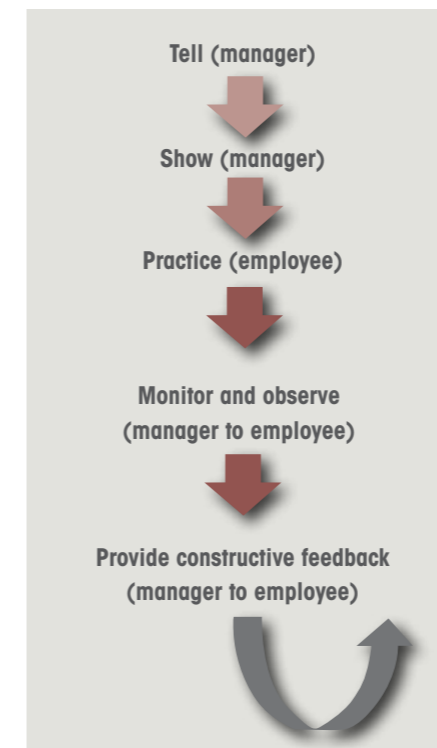 Tell (manager)
Show (manager)
Practice (employee)
Monitor and observe
(manager to employee)
Provide constructive feedback
(manager to employee)